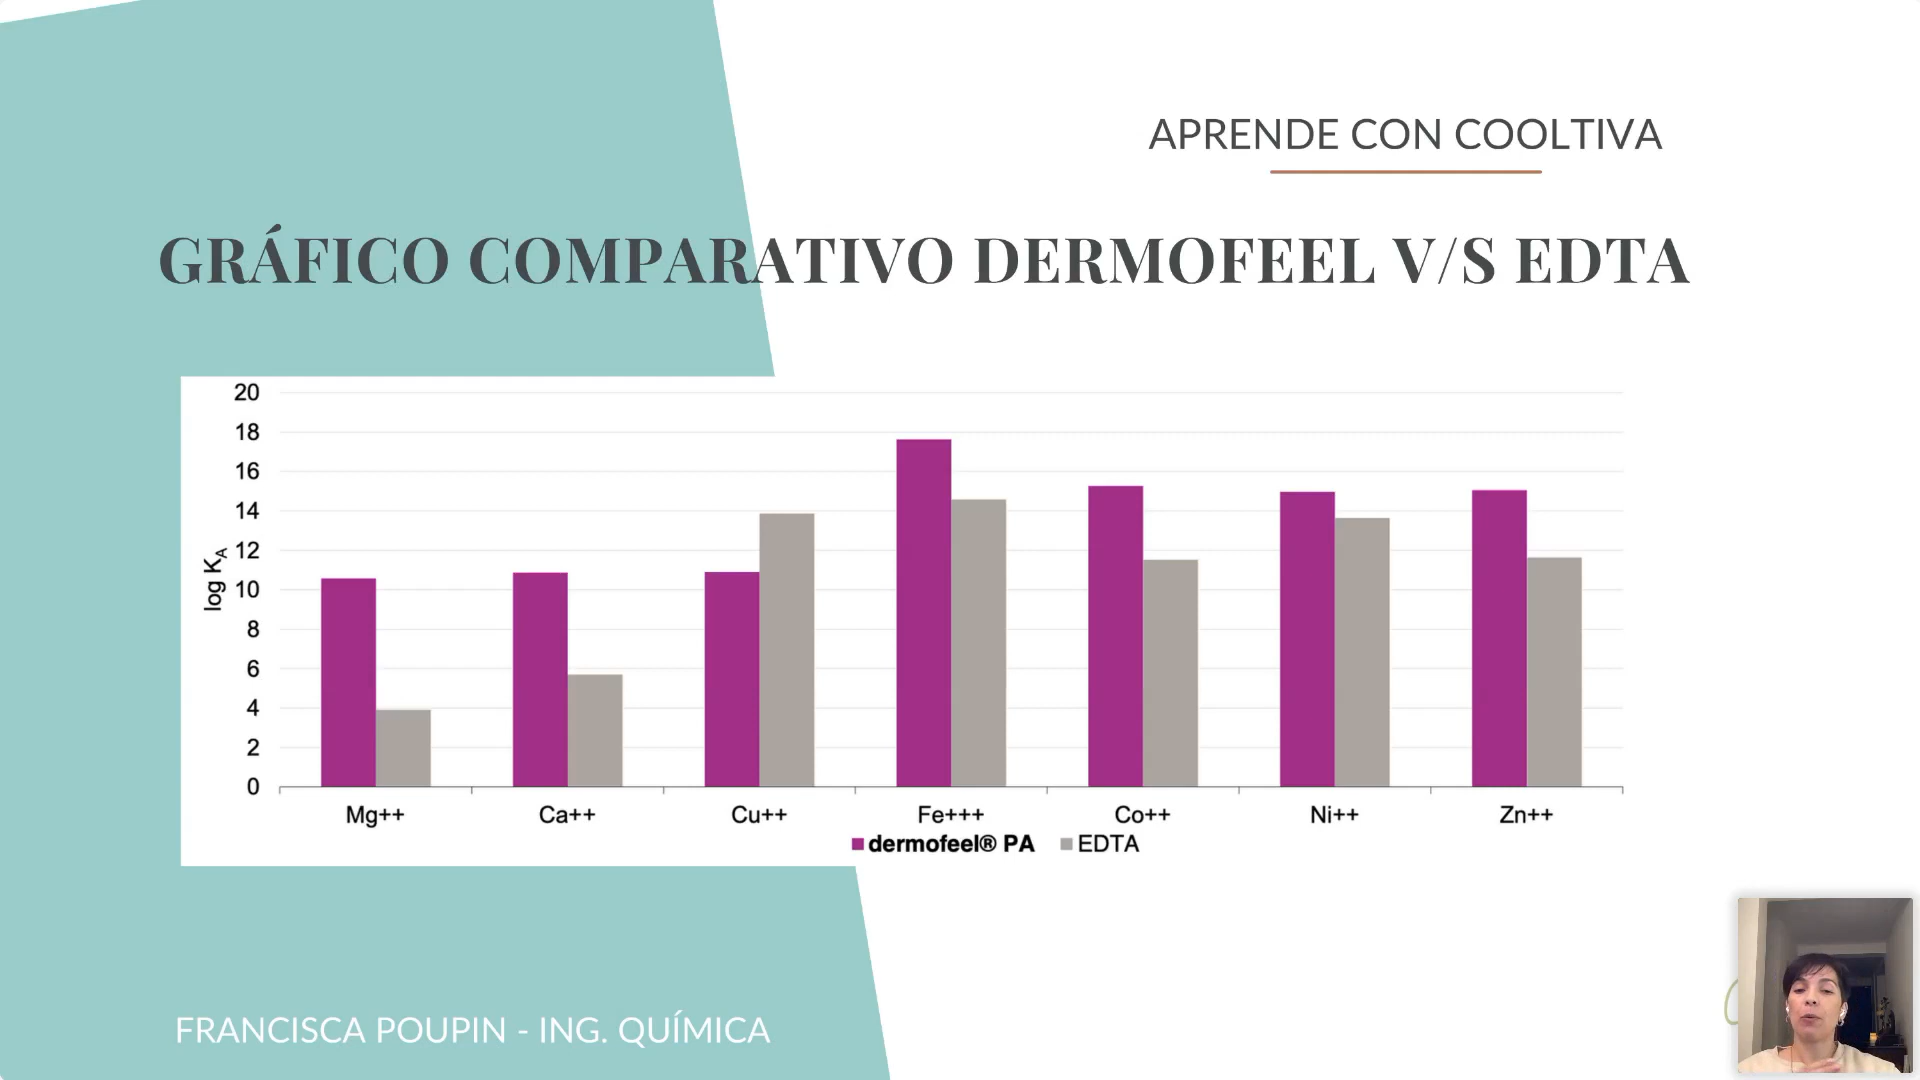 APRENDE CON COOLTIVA
GRÁFICO COMPARATIVO DERMOFEEL V/S EDTA
20
18
16
14
12
10
8
6
4
2
0
log KA
Mg++ Ca++ Cu++ Fe+++ Co++ Ni++ Zn++
dermofeel® PA EDTA
FRANCISCA POUPIN - ING. QUÍMICA